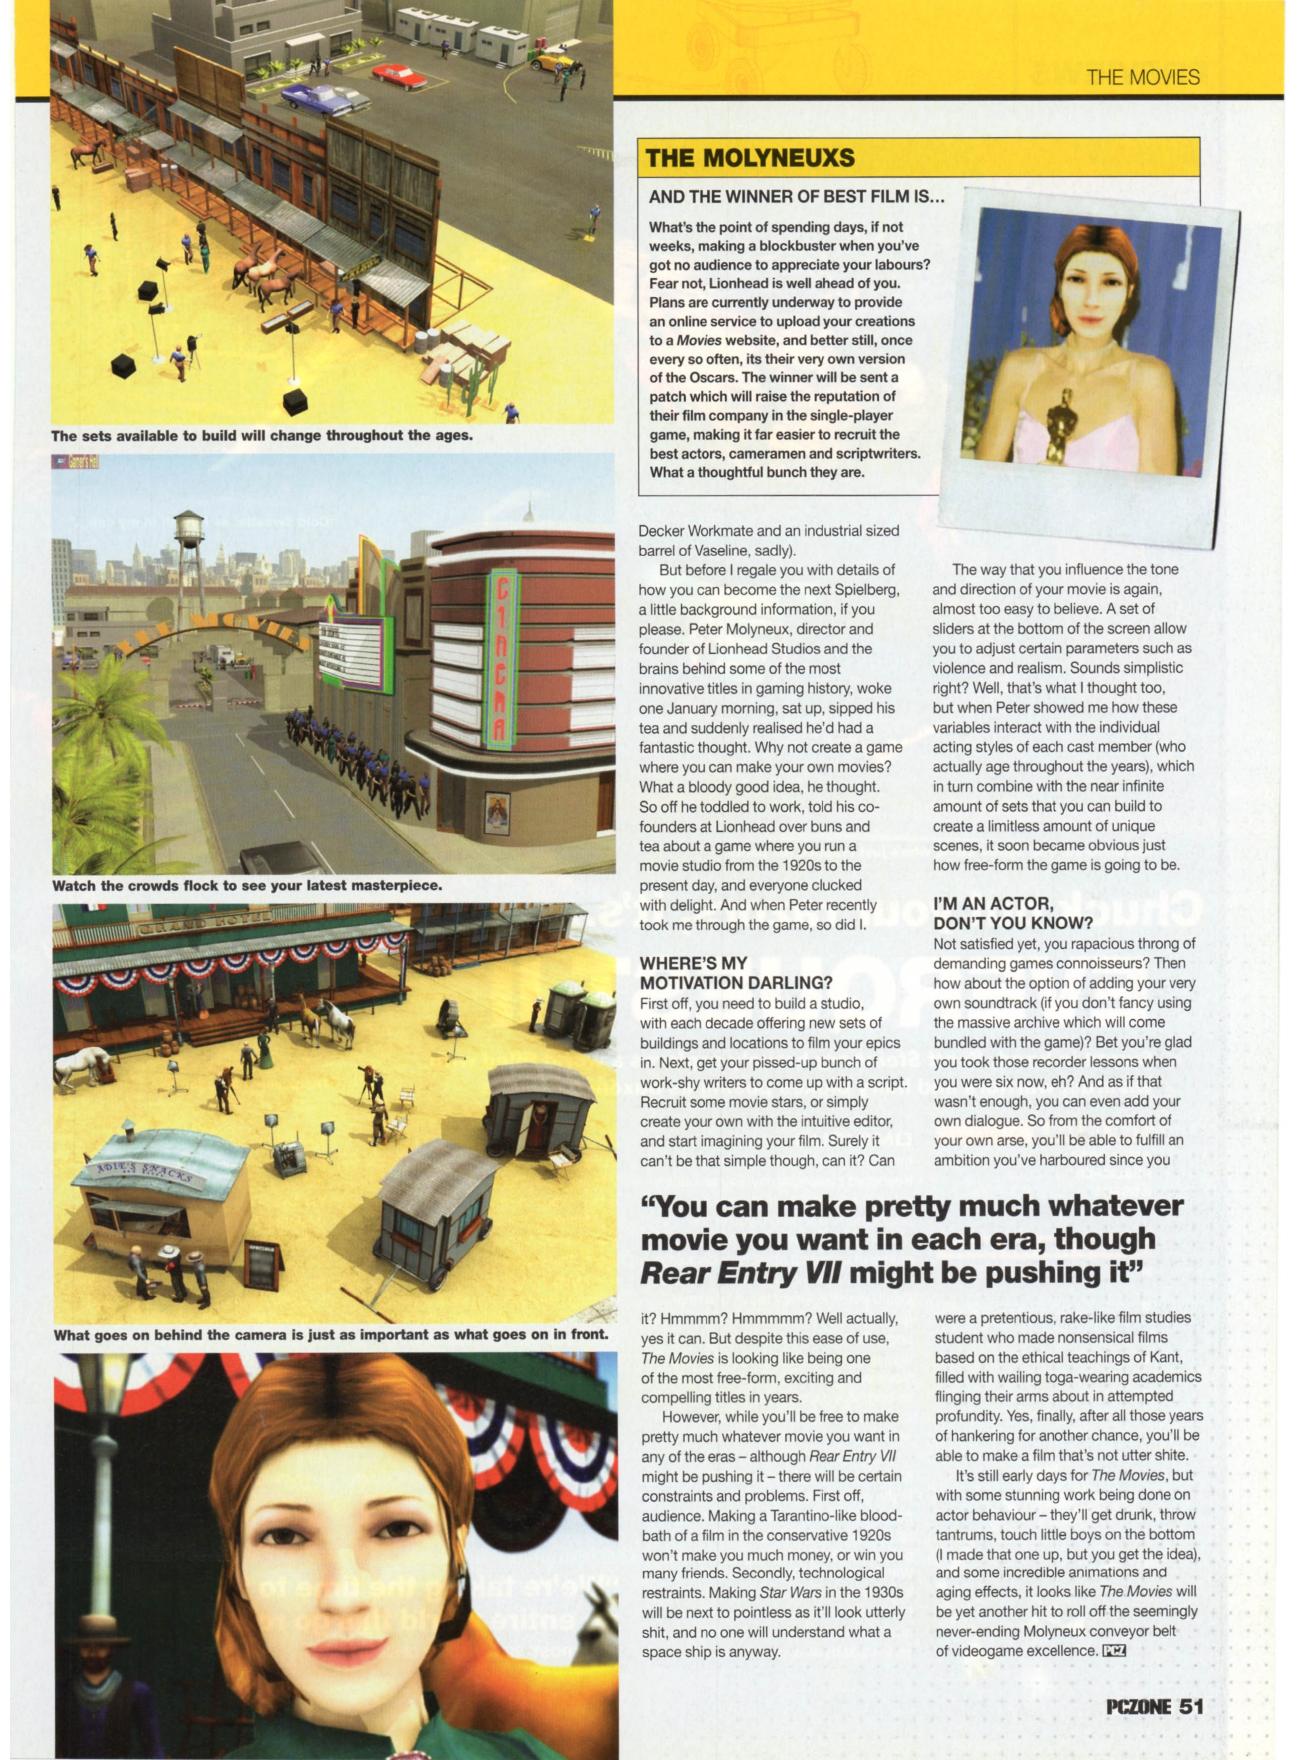 THE MOVIES
The sets available to build will change throughout the ages.
Gamer's Hell
THE MOVIES
CINEMA
Watch the crowds flock to see your latest masterpiece.
GRAND HOTEL
ADIE'S SNACKS
SPECIALS
What goes on behind the camera is just as important as what goes on in front.
THE MOLYNEUXS
AND THE WINNER OF BEST FILM IS...
What's the point of spending days, if not
weeks, making a blockbuster when you've
got no audience to appreciate your labours?
Fear not, Lionhead is well ahead of you.
Plans are currently underway to provide
an online service to upload your creations
to a Movies website, and better still, once
every so often, its their very own version
of the Oscars. The winner will be sent a
patch which will raise the reputation of
their film company in the single-player
game, making it far easier to recruit the
best actors, cameramen and scriptwriters.
What a thoughtful bunch they are.
Decker Workmate and an industrial sized
barrel of Vaseline, sadly).
But before I regale you with details of
how you can become the next Spielberg,
a little background information, if you
please. Peter Molyneux, director and
founder of Lionhead Studios and the
brains behind some of the most
innovative titles in gaming history, woke
one January morning, sat up, sipped his
tea and suddenly realised he'd had a
fantastic thought. Why not create a game
where you can make your own movies?
What a bloody good idea, he thought.
So off he toddled to work, told his co-
founders at Lionhead over buns and
tea about a game where you run a
movie studio from the 1920s to the
present day, and everyone clucked
with delight. And when Peter recently
took me through the game, so did I.
WHERE'S MY
MOTIVATION DARLING?
First off, you need to build a studio,
with each decade offering new sets of
buildings and locations to film your epics
in. Next, get your pissed-up bunch of
work-shy writers to come up with a script.
Recruit some movie stars, or simply
create your own with the intuitive editor,
and start imagining your film. Surely it
can't be that simple though, can it? Can
it? Hmmmm? Hmmmmm? Well actually,
yes it can. But despite this ease of use,
The Movies is looking like being one
of the most free-form, exciting and
compelling titles in years.
However, while you'll be free to make
pretty much whatever movie you want in
any of the eras – although Rear Entry VII
might be pushing it – there will be certain
constraints and problems. First off,
audience. Making a Tarantino-like blood-
bath of a film in the conservative 1920s
won't make you much money, or win you
many friends. Secondly, technological
restraints. Making Star Wars in the 1930s
will be next to pointless as it'll look utterly
shit, and no one will understand what a
space ship is anyway.
The way that you influence the tone
and direction of your movie is again,
almost too easy to believe. A set of
sliders at the bottom of the screen allow
you to adjust certain parameters such as
violence and realism. Sounds simplistic
right? Well, that's what I thought too,
but when Peter showed me how these
variables interact with the individual
acting styles of each cast member (who
actually age throughout the years), which
in turn combine with the near infinite
amount of sets that you can build to
create a limitless amount of unique
scenes, it soon became obvious just
how free-form the game is going to be.
I'M AN ACTOR,
DON'T YOU KNOW?
Not satisfied yet, you rapacious throng of
demanding games connoisseurs? Then
how about the option of adding your very
own soundtrack (if you don't fancy using
the massive archive which will come
bundled with the game)? Bet you're glad
you took those recorder lessons when
you were six now, eh? And as if that
wasn't enough, you can even add your
own dialogue. So from the comfort of
your own arse, you'll be able to fulfill an
ambition you've harboured since you
were a pretentious, rake-like film studies
student who made nonsensical films
based on the ethical teachings of Kant,
filled with wailing toga-wearing academics
flinging their arms about in attempted
profundity. Yes, finally, after all those years
of hankering for another chance, you'll be
able to make a film that's not utter shite.
It's still early days for The Movies, but
with some stunning work being done on
actor behaviour – they'll get drunk, throw
tantrums, touch little boys on the bottom
(I made that one up, but you get the idea),
and some incredible animations and
aging effects, it looks like The Movies will
be yet another hit to roll off the seemingly
never-ending Molyneux conveyor belt
of videogame excellence. PCZ
“You can make pretty much whatever
movie you want in each era, though
Rear Entry VII might be pushing it”
PCZONE 51